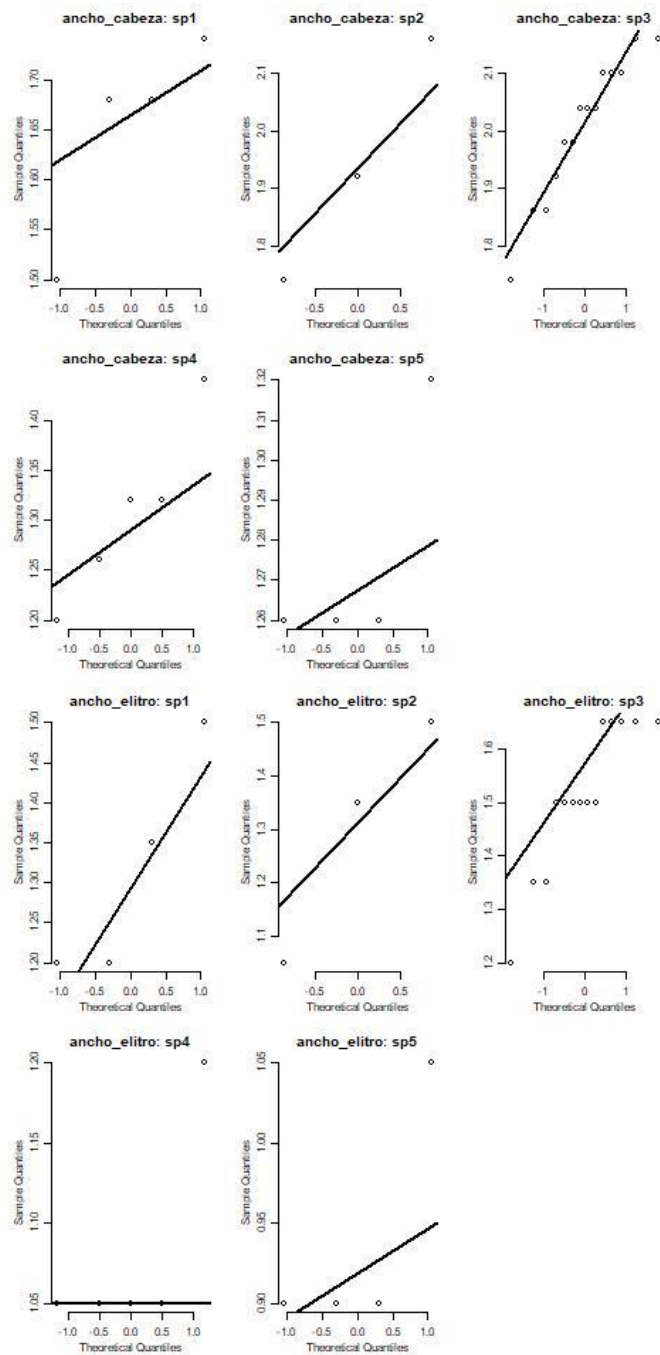 ancho_cabeza: sp1 ancho_cabeza: sp2 ancho_cabeza: sp3
Sample Quantiles Sample Quantiles Sample Quantiles
1.70 2.1 2.1
1.65 2.0 2.0
1.60 1.9 1.9
1.55 1.8 1.8
1.50
-1.0 -0.5 0.0 0.5 1.0 -0.5 0.0 0.5 -1 0 1
Theoretical Quantiles Theoretical Quantiles Theoretical Quantiles
ancho_cabeza: sp4 ancho_cabeza: sp5
Sample Quantiles Sample Quantiles
1.40 1.32
1.35 1.31
1.30 1.30
1.25 1.29
1.20 1.28
1.27
1.26
-1.0 -0.5 0.0 0.5 1.0 -1.0 -0.5 0.0 0.5 1.0
Theoretical Quantiles Theoretical Quantiles
ancho_elitro: sp1 ancho_elitro: sp2 ancho_elitro: sp3
Sample Quantiles Sample Quantiles Sample Quantiles
1.50 1.5 1.6
1.45 1.4 1.5
1.40 1.3 1.4
1.35 1.2 1.3
1.30 1.1 1.2
1.25
1.20
-1.0 -0.5 0.0 0.5 1.0 -0.5 0.0 0.5 -1 0 1
Theoretical Quantiles Theoretical Quantiles Theoretical Quantiles
ancho_elitro: sp4 ancho_elitro: sp5
Sample Quantiles Sample Quantiles
1.20 1.05
1.15 1.00
1.10 0.95
1.05 0.90
-1.0 -0.5 0.0 0.5 1.0 -1.0 -0.5 0.0 0.5 1.0
Theoretical Quantiles Theoretical Quantiles